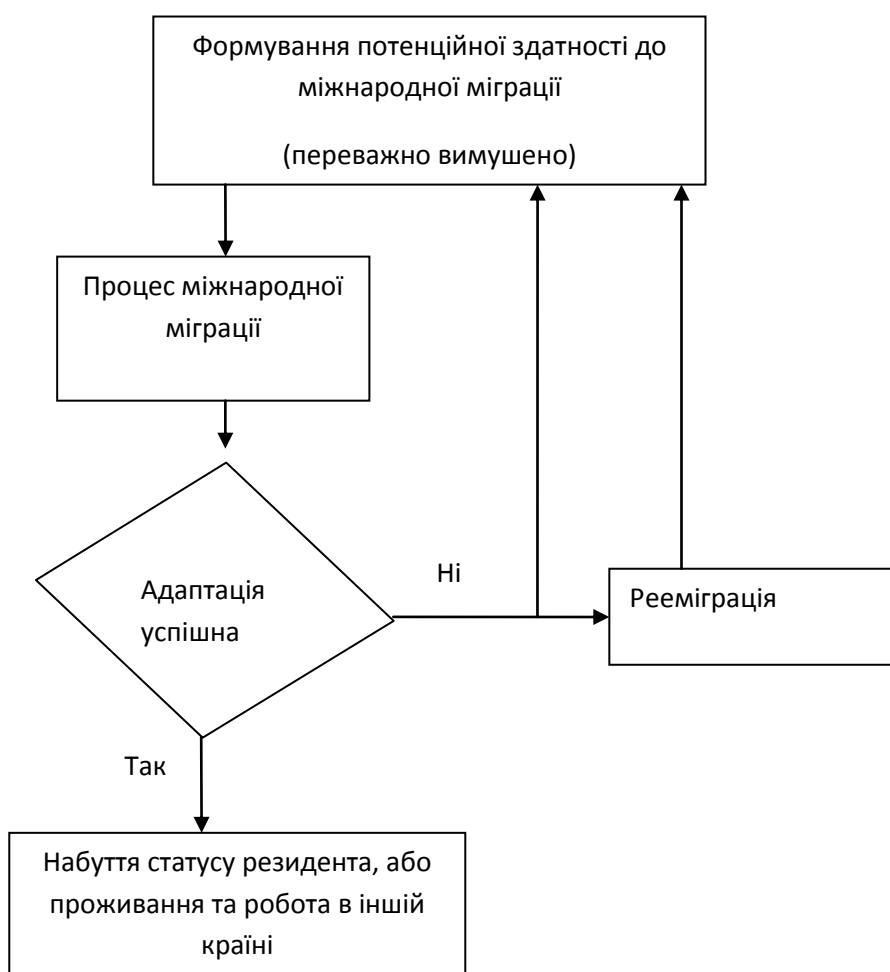 Формування потенційної здатності до
міжнародної міграції
(переважно вимушено)
Процес міжнародної
міграції
Адаптація
успішна
Ні
Рееміграція
Так
Набуття статусу резидента, або
проживання та робота в іншій
країні